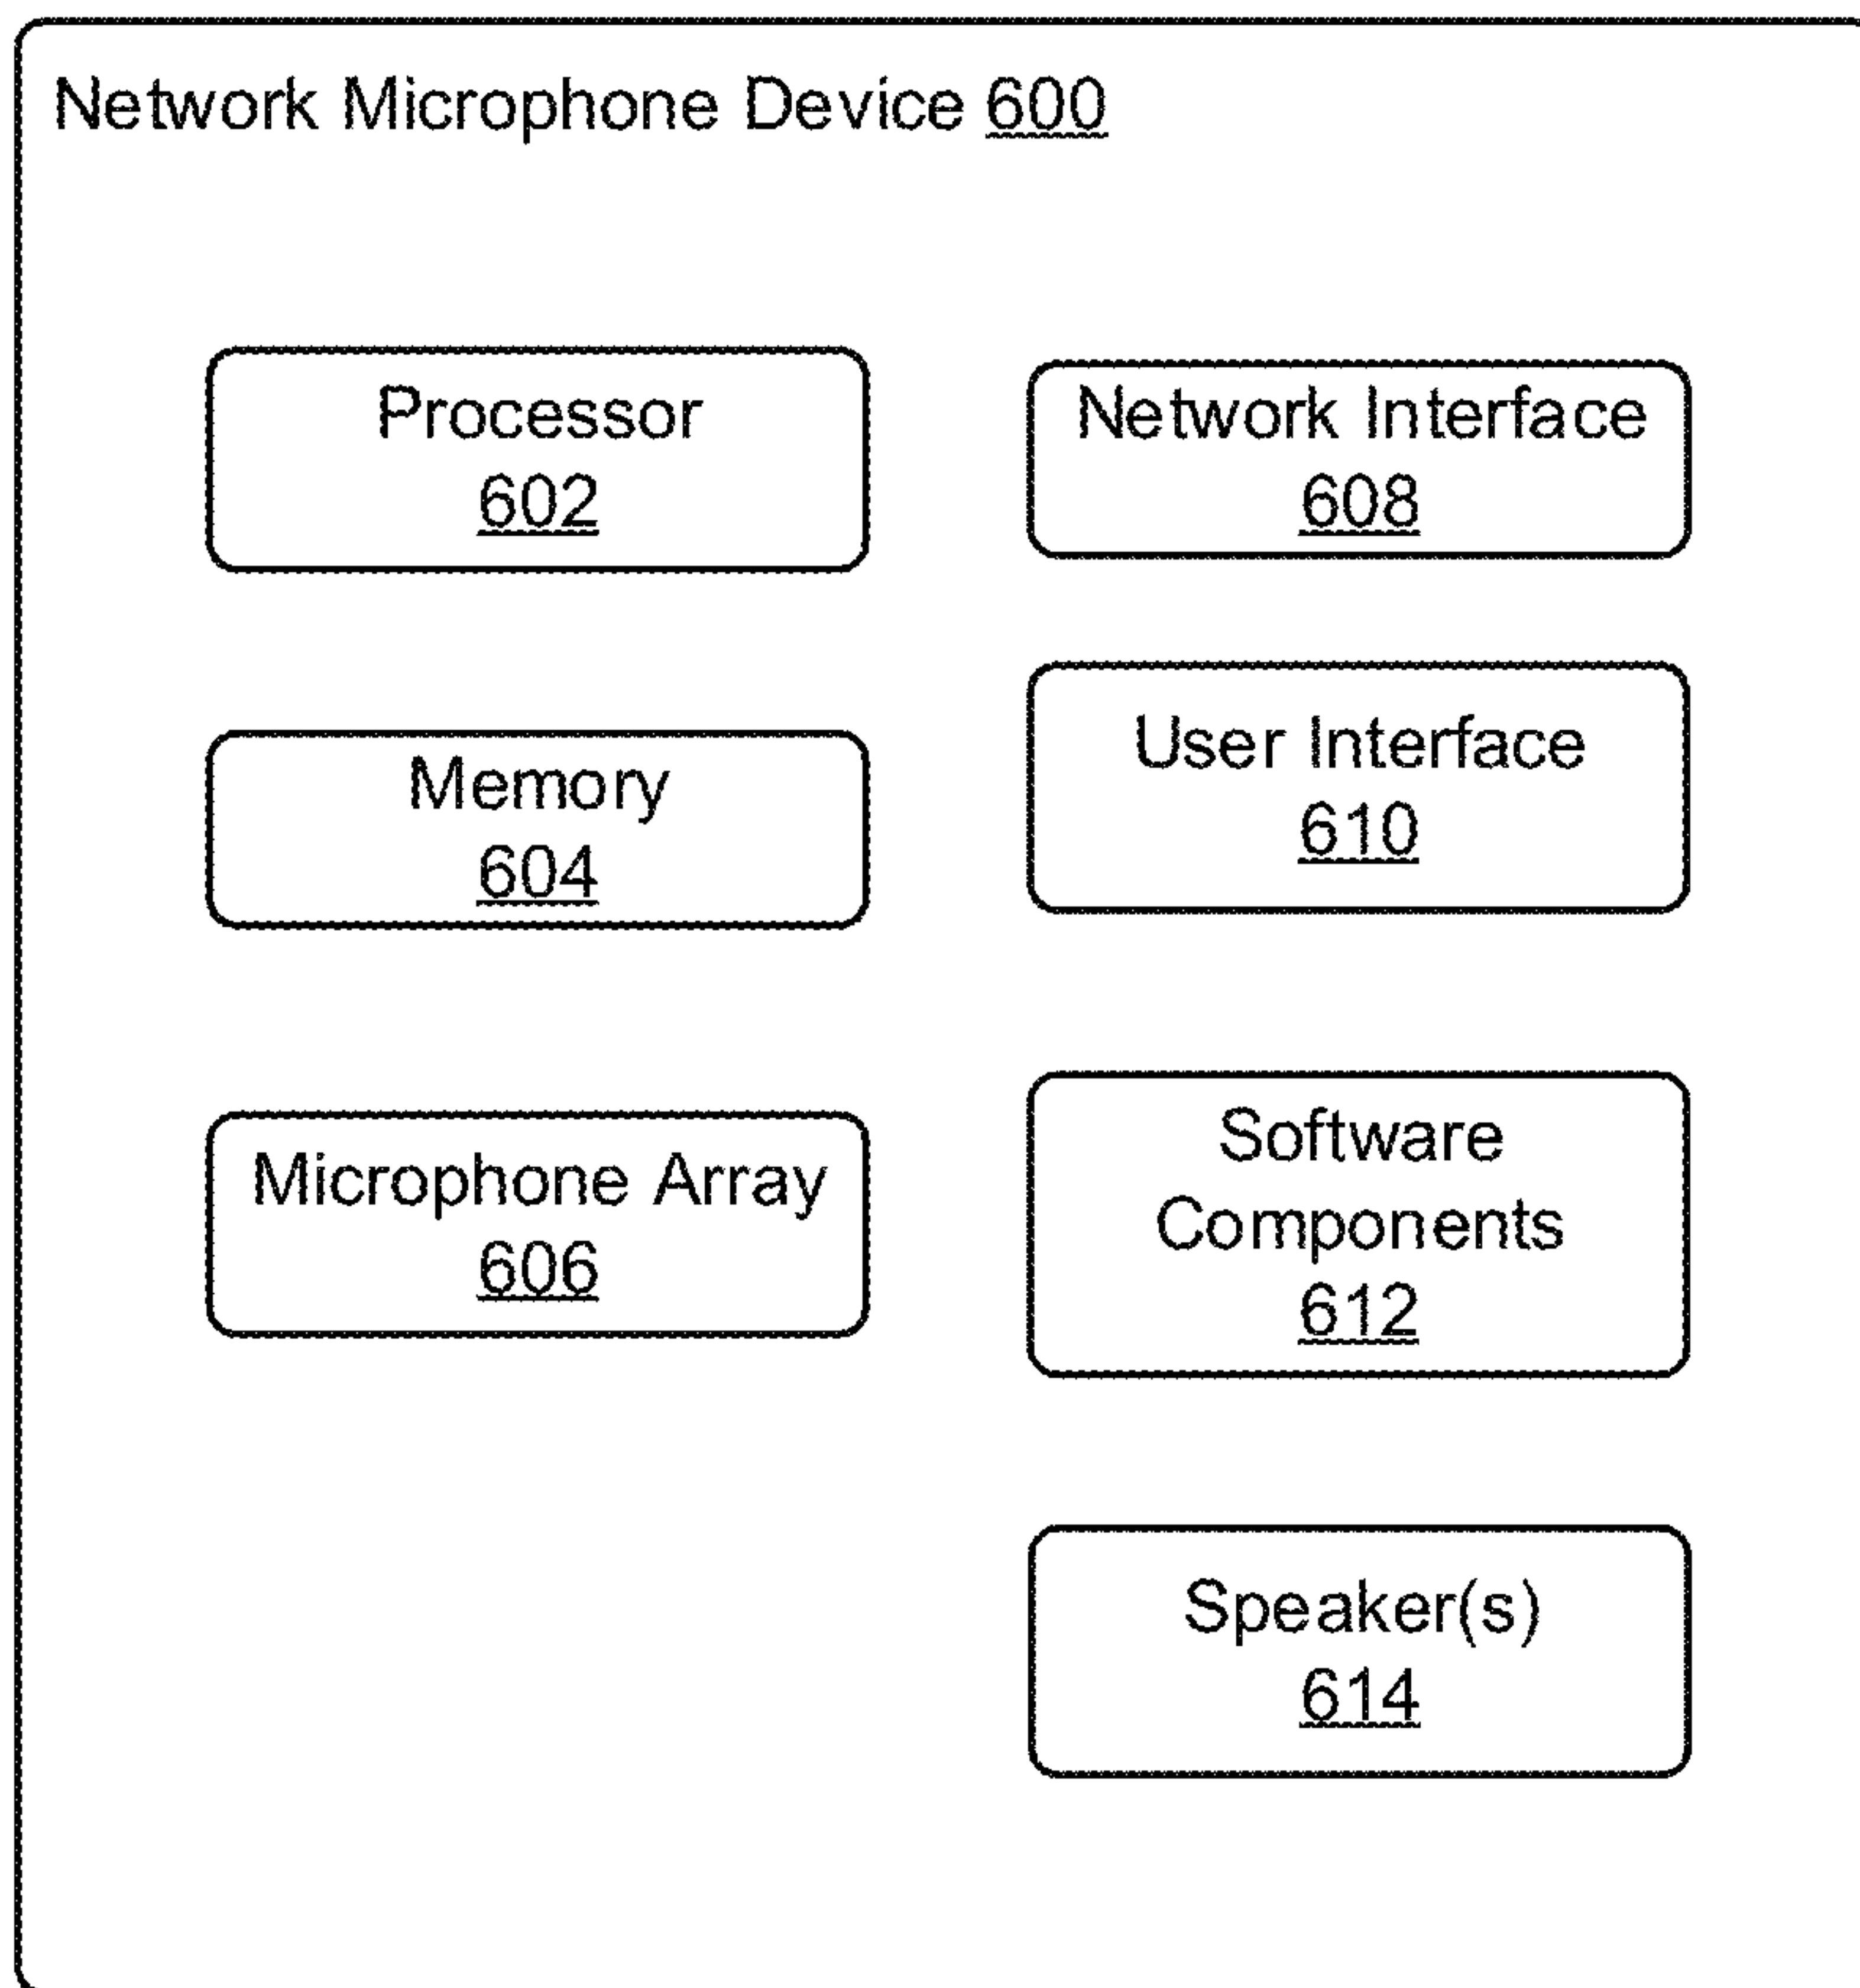 Network Microphone Device 600
Processor
602
Memory
604
Microphone Array
606
Network Interface
608
User Interface
610
Software
Components
612
Speaker(s)
614